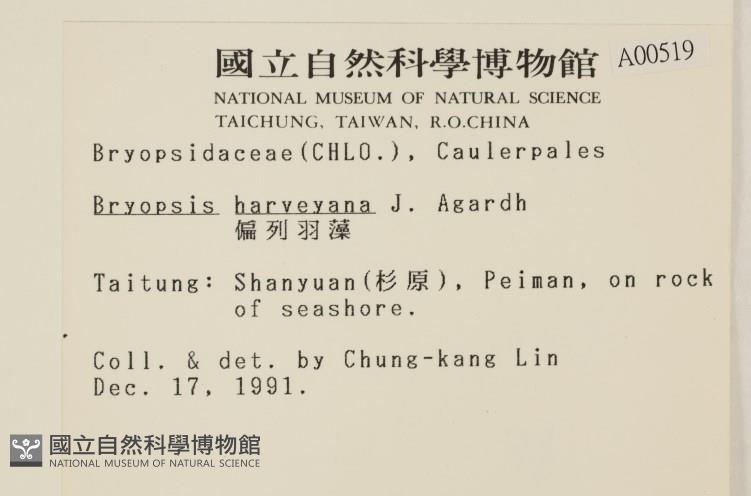 國立自然科學博物館 A00519
NATIONAL MUSEUM OF NATURAL SCIENCE
TAICHUNG, TAIWAN, R.O.CHINA
Bryopsidaceae(CHLO.), Caulerpales
Bryopsis harveyana J. Agardh
偏列羽藻
Taitung: Shanyuan(杉原), Peiman, on rock
of seashore.
Coll. & det. by Chung-kang Lin
Dec. 17, 1991.
國立自然科學博物館
NATIONAL MUSEUM OF NATURAL SCIENCE